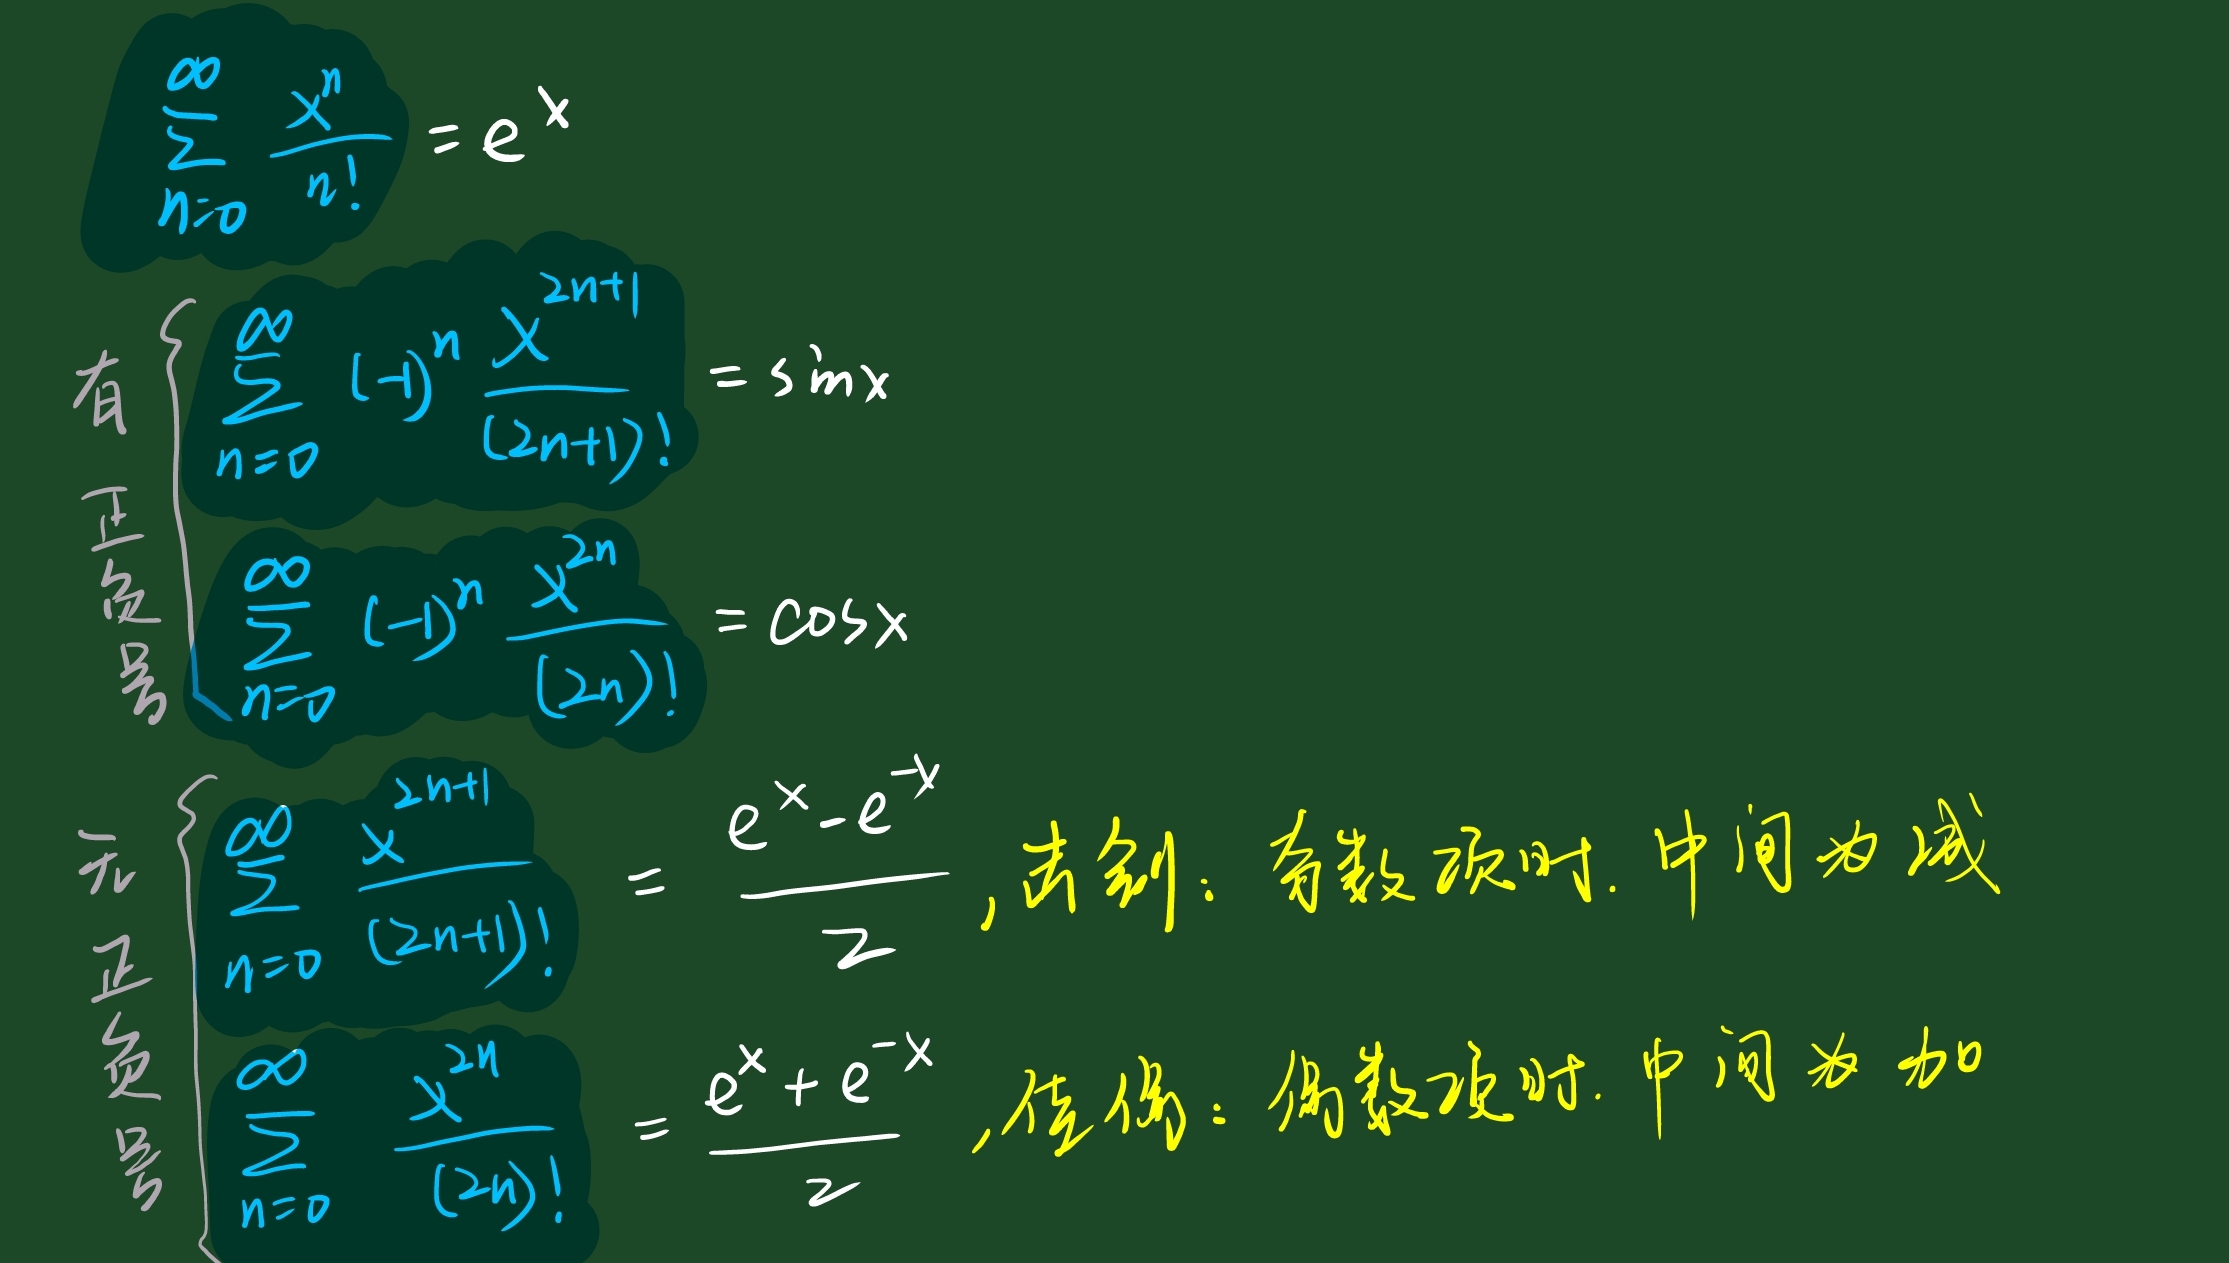 $\sum_{n=0}^{\infty} \frac{x^n}{n!} = e^x$
有正负号
$\sum_{n=0}^{\infty} (-1)^n \frac{x^{2n+1}}{(2n+1)!} = \sin x$
$\sum_{n=0}^{\infty} (-1)^n \frac{x^{2n}}{(2n)!} = \cos x$
无正负号
$\sum_{n=0}^{\infty} \frac{x^{2n+1}}{(2n+1)!} = \frac{e^x - e^{-x}}{2}$ ,击剑:奇数项时.中间为减
$\sum_{n=0}^{\infty} \frac{x^{2n}}{(2n)!} = \frac{e^x + e^{-x}}{2}$ ,佳偶:偶数项时.中间为加